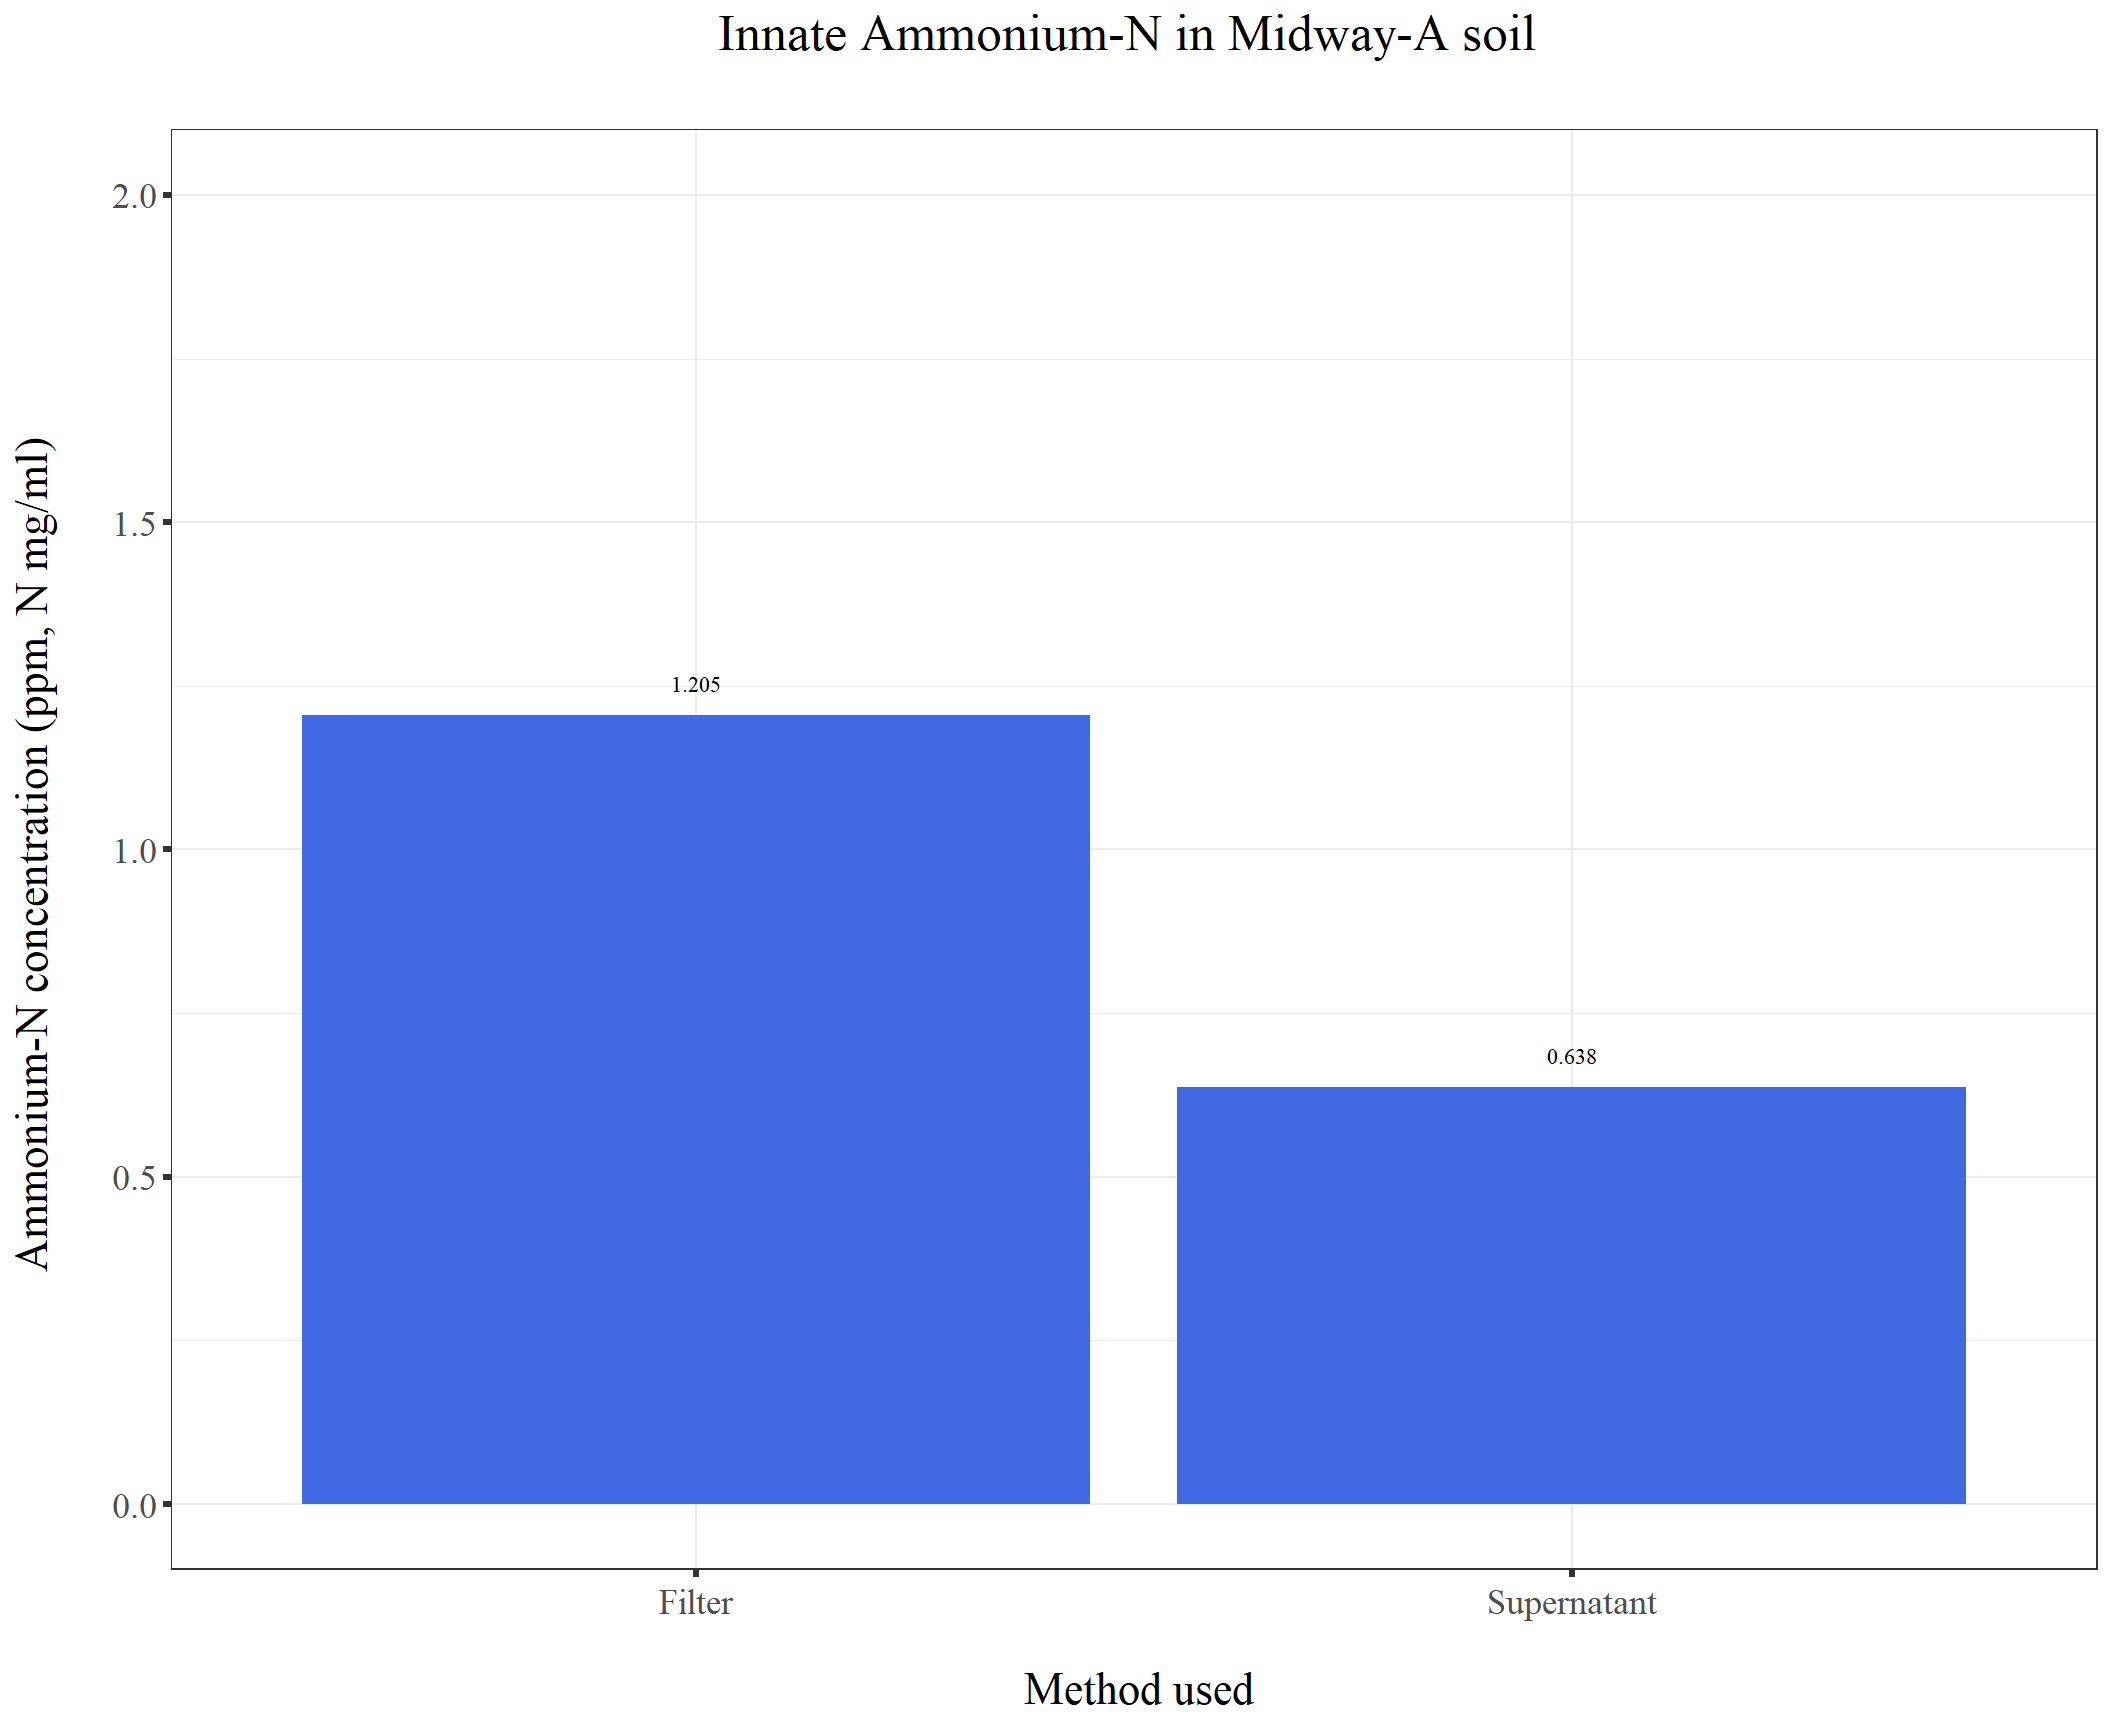 Innate Ammonium-N in Midway-A soil
Ammonium-N concentration (ppm, N mg/ml)
2.0
1.5
1.0
0.5
0.0
1.205
0.638
Filter
Supernatant
Method used